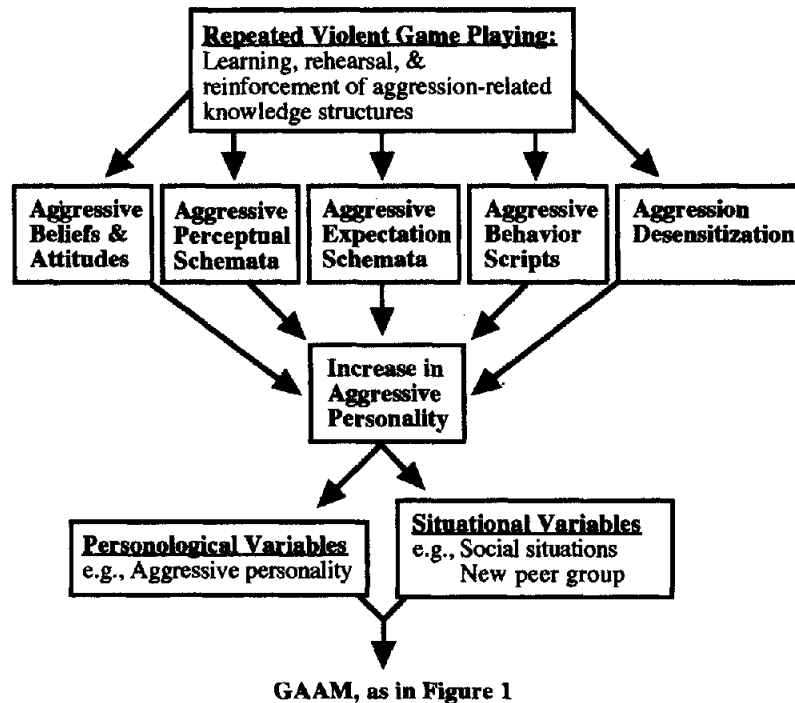 Repeated Violent Game Playing:
Learning, rehearsal, &
reinforcement of aggression-related
knowledge structures
Aggressive
Beliefs &
Attitudes
Aggressive
Perceptual
Schemata
Aggressive
Expectation
Schemata
Aggressive
Behavior
Scripts
Aggression
Desensitization
Increase in
Aggressive
Personality
Personological Variables
e.g., Aggressive personality
Situational Variables
e.g., Social situations
New peer group
GAAM, as in Figure 1